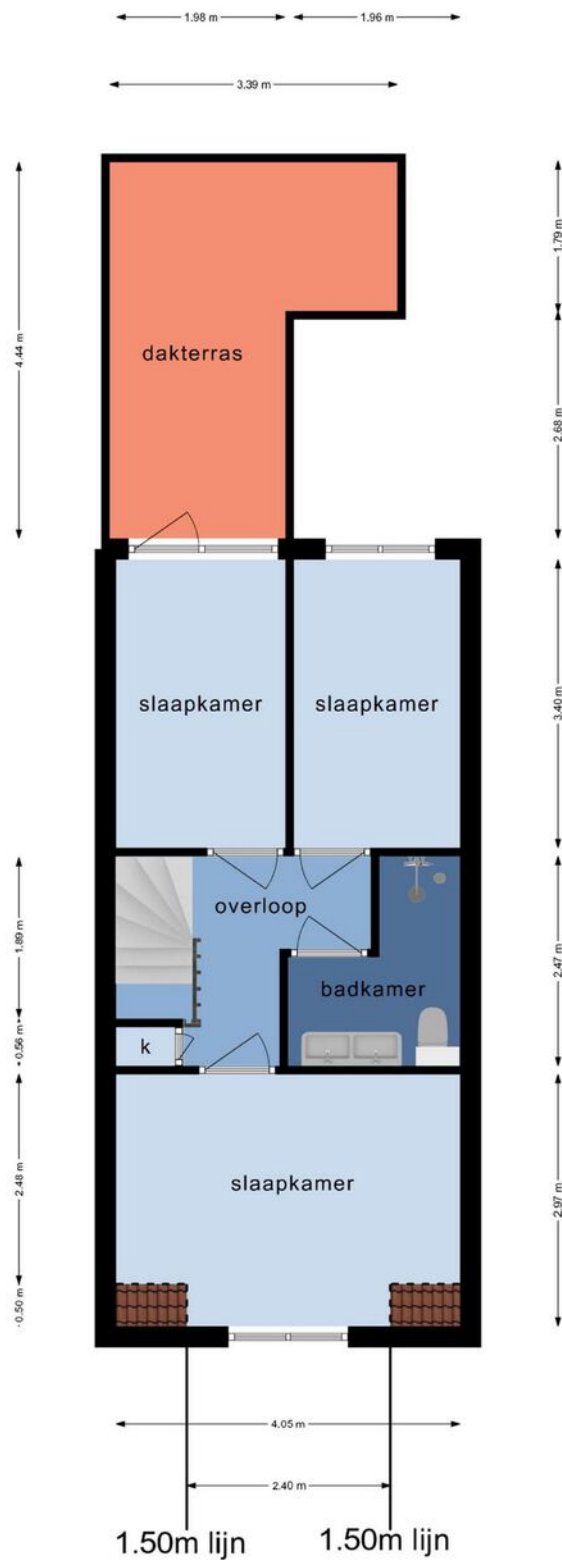 1.98 m
1.96 m
3.39 m
4.44 m
1.79 m
2.68 m
dakterras
slaapkamer
slaapkamer
3.40 m
overloop
1.89 m
badkamer
2.47 m
0.56 m
k
slaapkamer
2.48 m
2.97 m
0.50 m
4.05 m
2.40 m
1.50m lijn
1.50m lijn